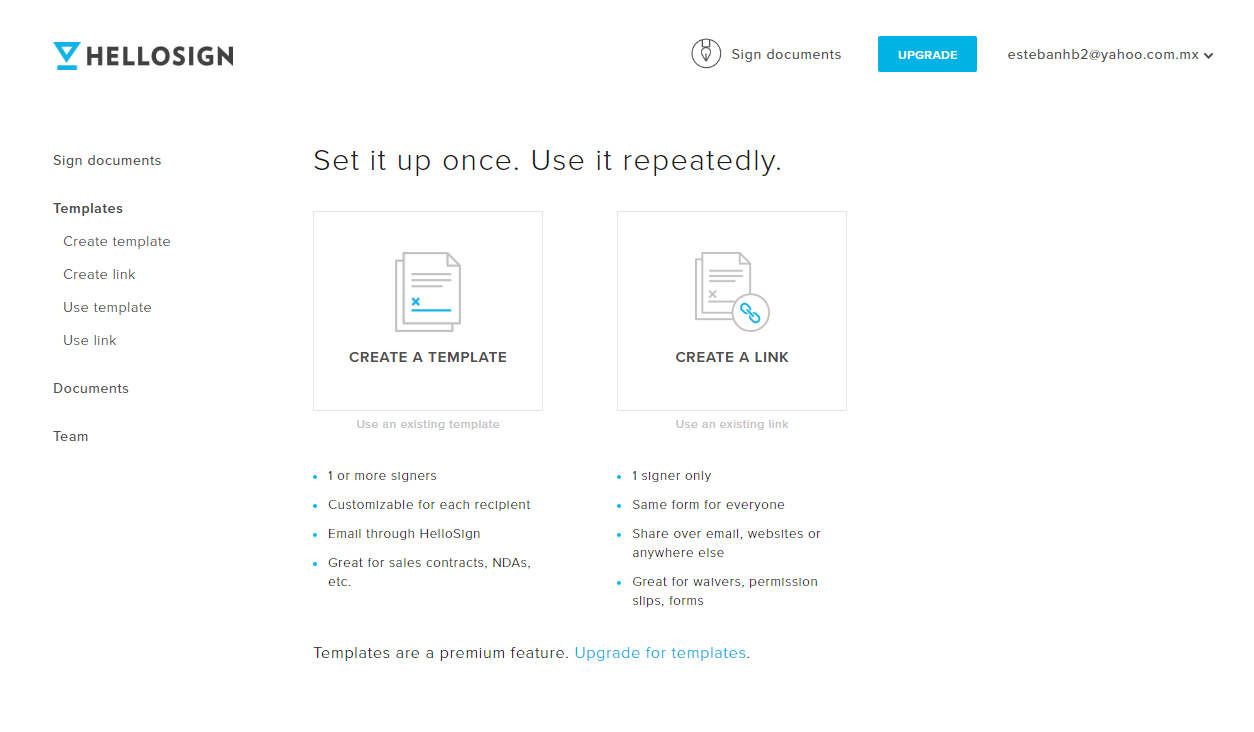 HELLOSIGN
Sign documents
UPGRADE
estebanhb2@yahoo.com.mx
Sign documents
Templates
Create template
Create link
Use template
Use link
Documents
Team
Set it up once. Use it repeatedly.
CREATE A TEMPLATE
Use an existing template
1 or more signers
Customizable for each recipient
Email through HelloSign
Great for sales contracts, NDAs,
etc.
CREATE A LINK
Use an existing link
1 signer only
Same form for everyone
Share over email, websites or
anywhere else
Great for waivers, permission
slips, forms
Templates are a premium feature. Upgrade for templates.